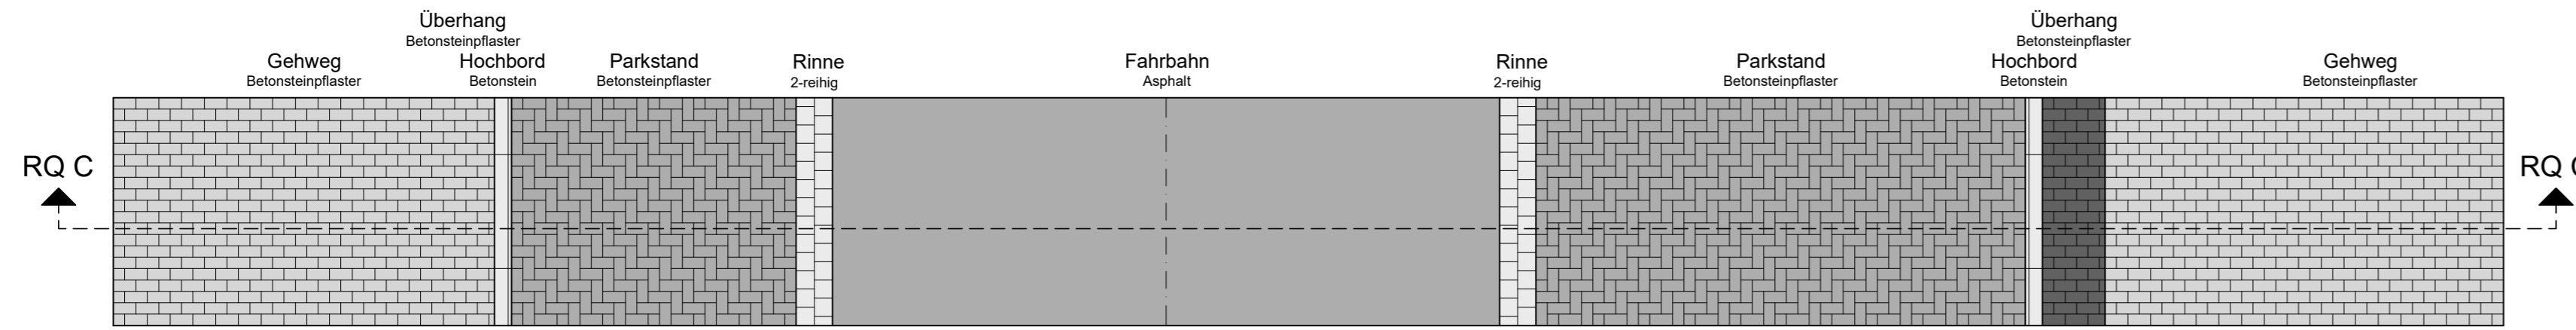 Überhang
Betonsteinpflaster
Gehweg
Betonsteinpflaster
Hochbord
Betonstein
Parkstand
Betonsteinpflaster
Rinne
2-reihig
Fahrbahn
Asphalt
Rinne
2-reihig
Parkstand
Betonsteinpflaster
Überhang
Betonsteinpflaster
Hochbord
Betonstein
Gehweg
Betonsteinpflaster
RQ C
RQ C